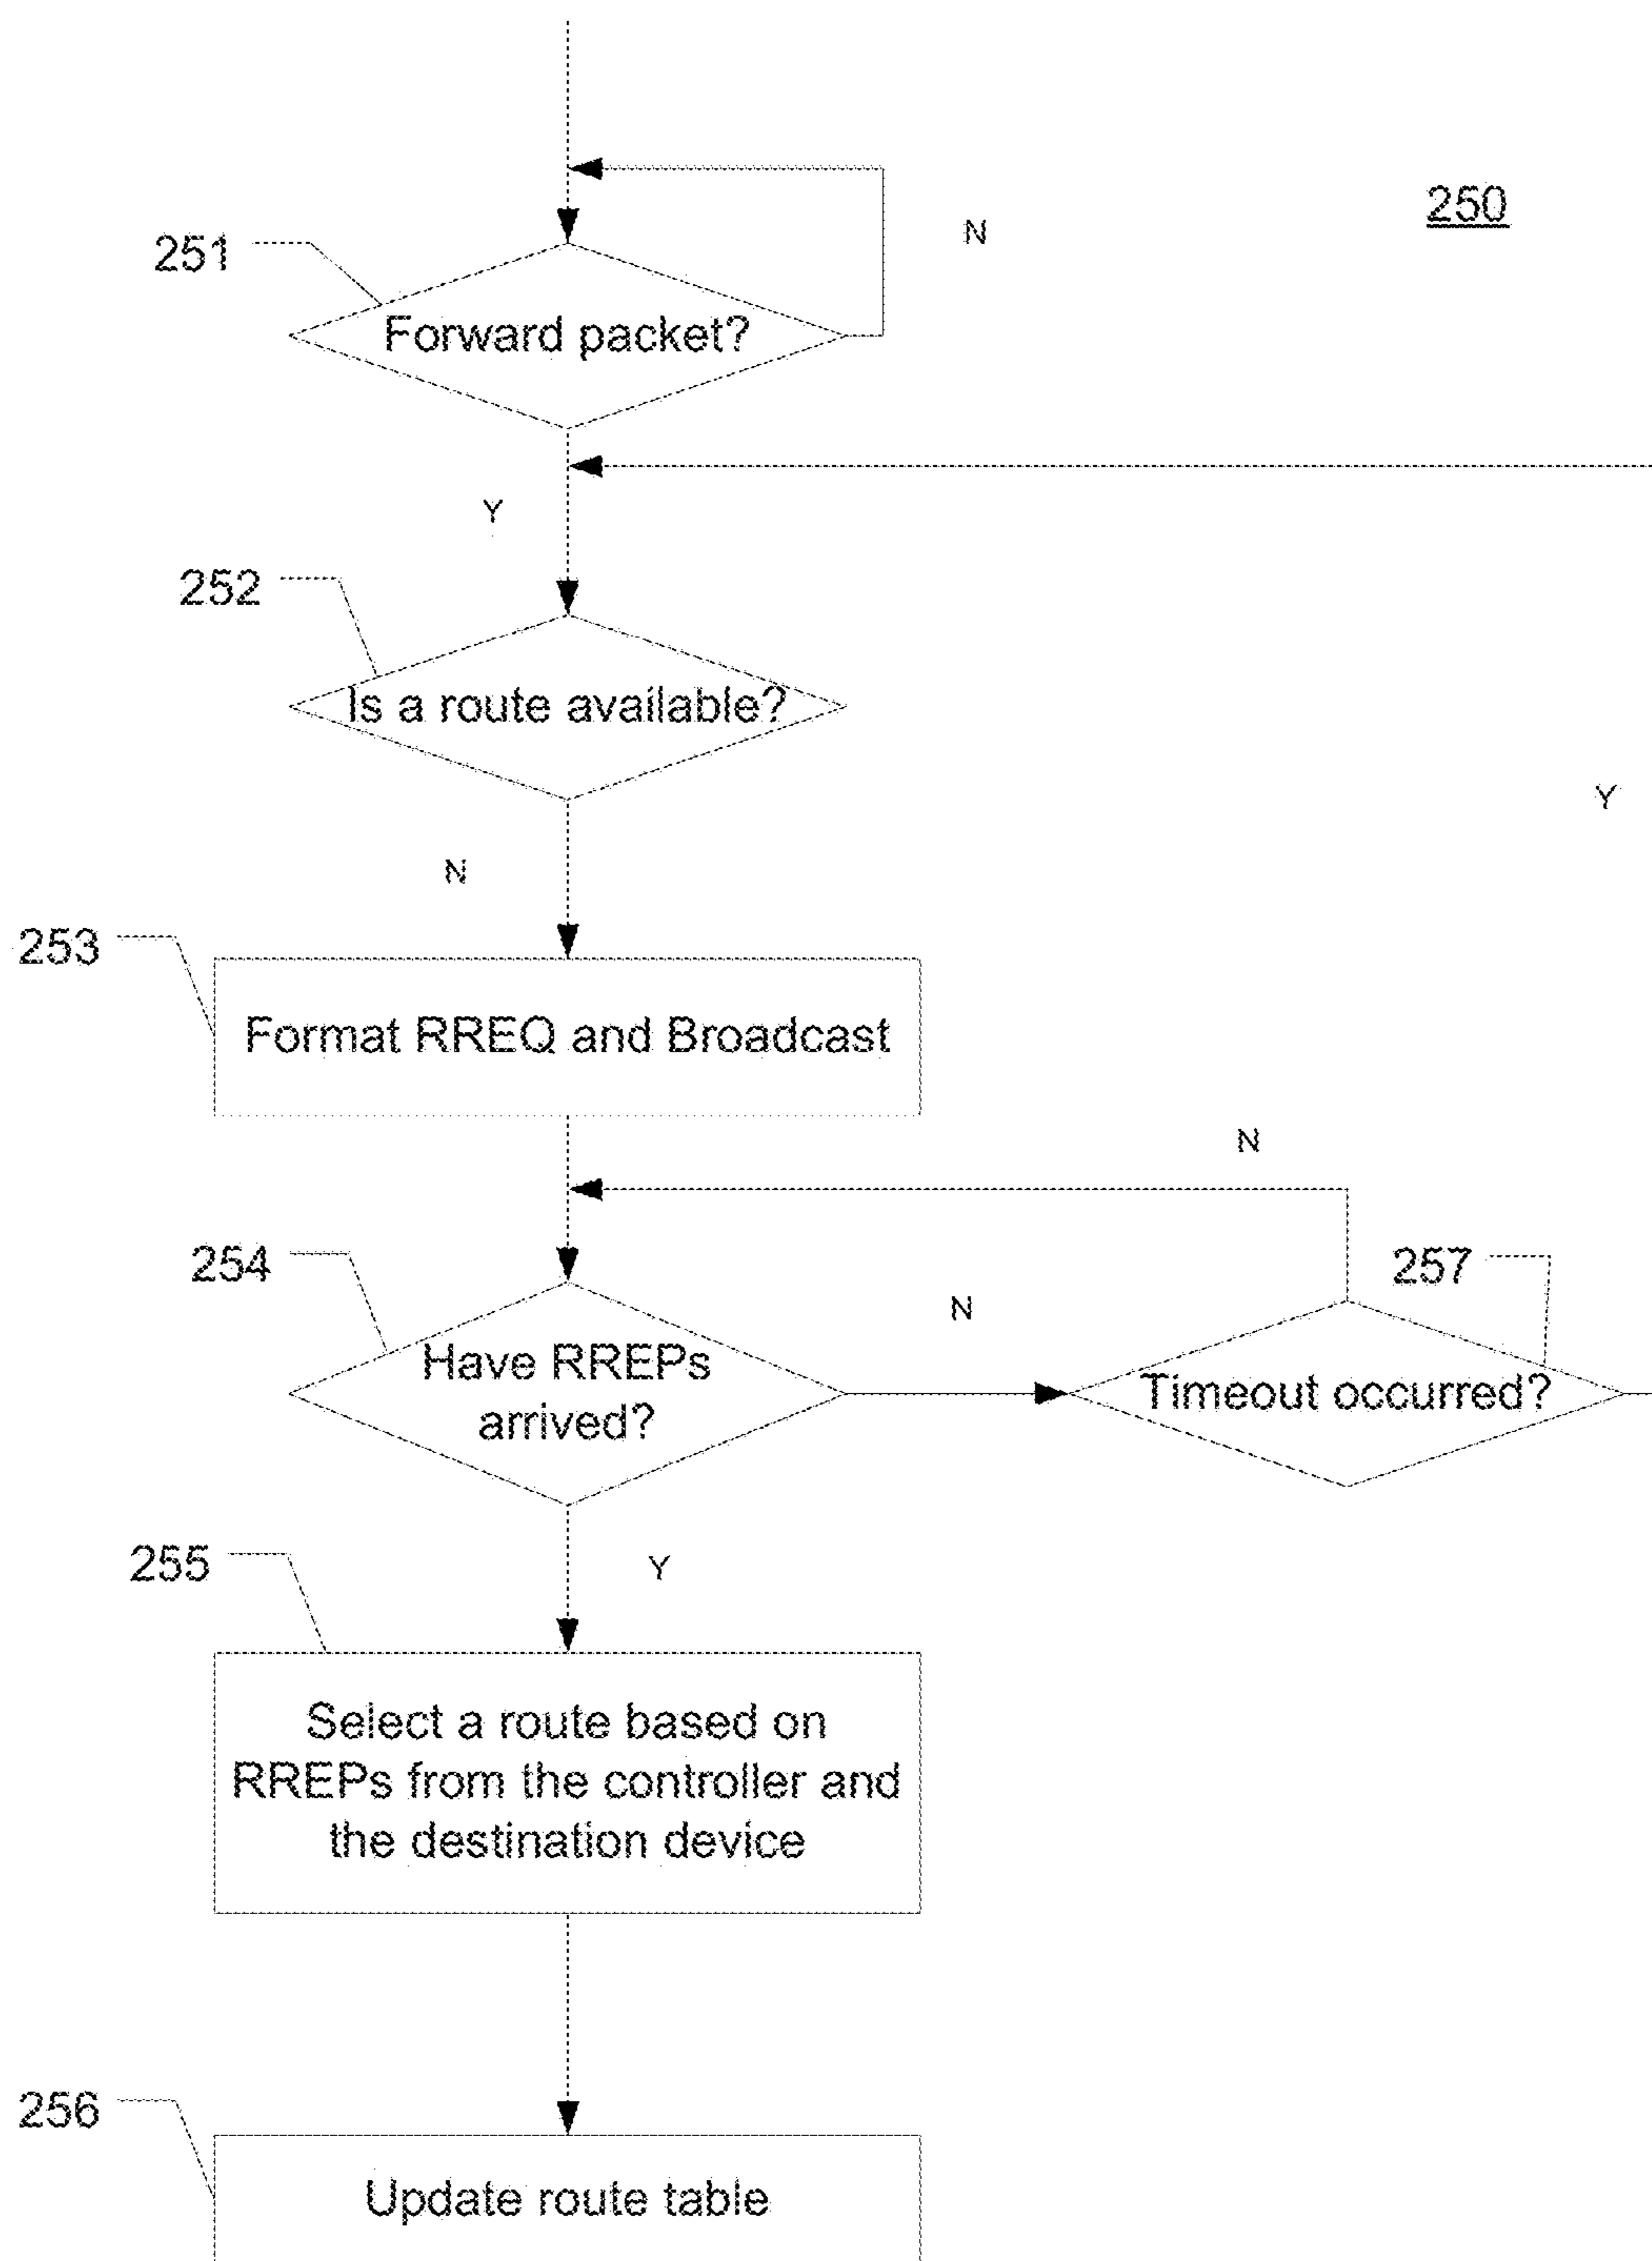 250
N
251
Forward packet?
Y
252
Is a route available?
Y
N
253
Format RREQ and Broadcast
N
254
257
N
Have RREPs
arrived?
Timeout occurred?
255
Y
Select a route based on
RREPs from the controller and
the destination device
256
Update route table